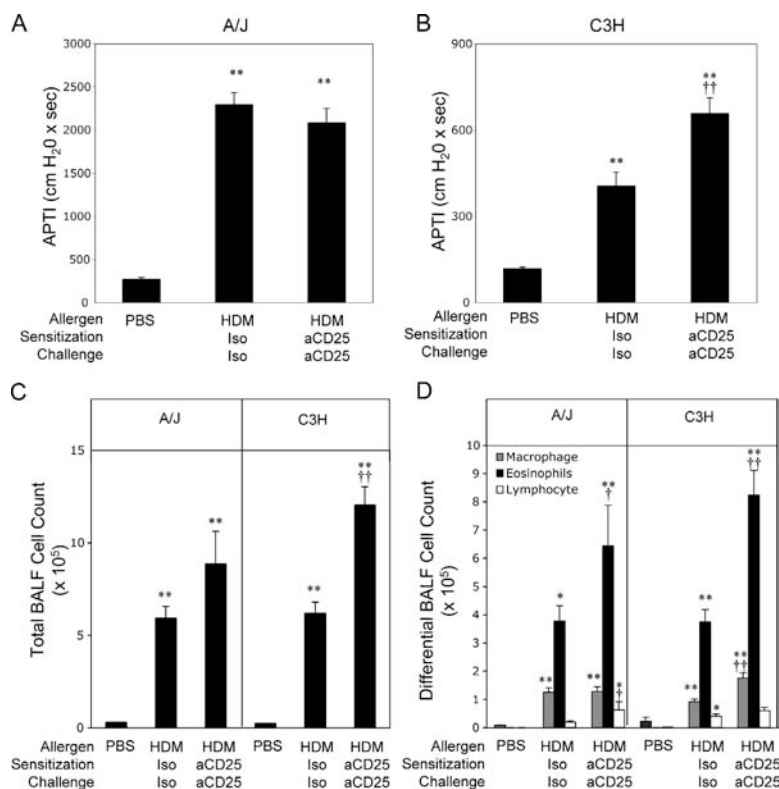 A
A/J
APTI (cm H20 x sec)
3000
2500
2000
1500
1000
500
0
**
**
Allergen PBS HDM HDM
Sensitization Iso aCD25
Challenge Iso aCD25
B
C3H
APTI (cm H20 x sec)
900
600
300
0
**
**
††
Allergen PBS HDM HDM
Sensitization Iso aCD25
Challenge Iso aCD25
C
A/J C3H
Total BALF Cell Count
(x 10⁵)
15
10
5
0
**
**
**
**
††
Allergen PBS HDM HDM PBS HDM HDM
Sensitization Iso aCD25 Iso aCD25
Challenge Iso aCD25 Iso aCD25
D
A/J C3H
Differential BALF Cell Count
(x 10⁵)
10
9
8
7
6
5
4
3
2
1
0
Macrophage
Eosinophils
Lymphocyte
**
*
**
**
†
*
†
**
**
*
**
††
**
††
Allergen PBS HDM HDM PBS HDM HDM
Sensitization Iso aCD25 Iso aCD25
Challenge Iso aCD25 Iso aCD25